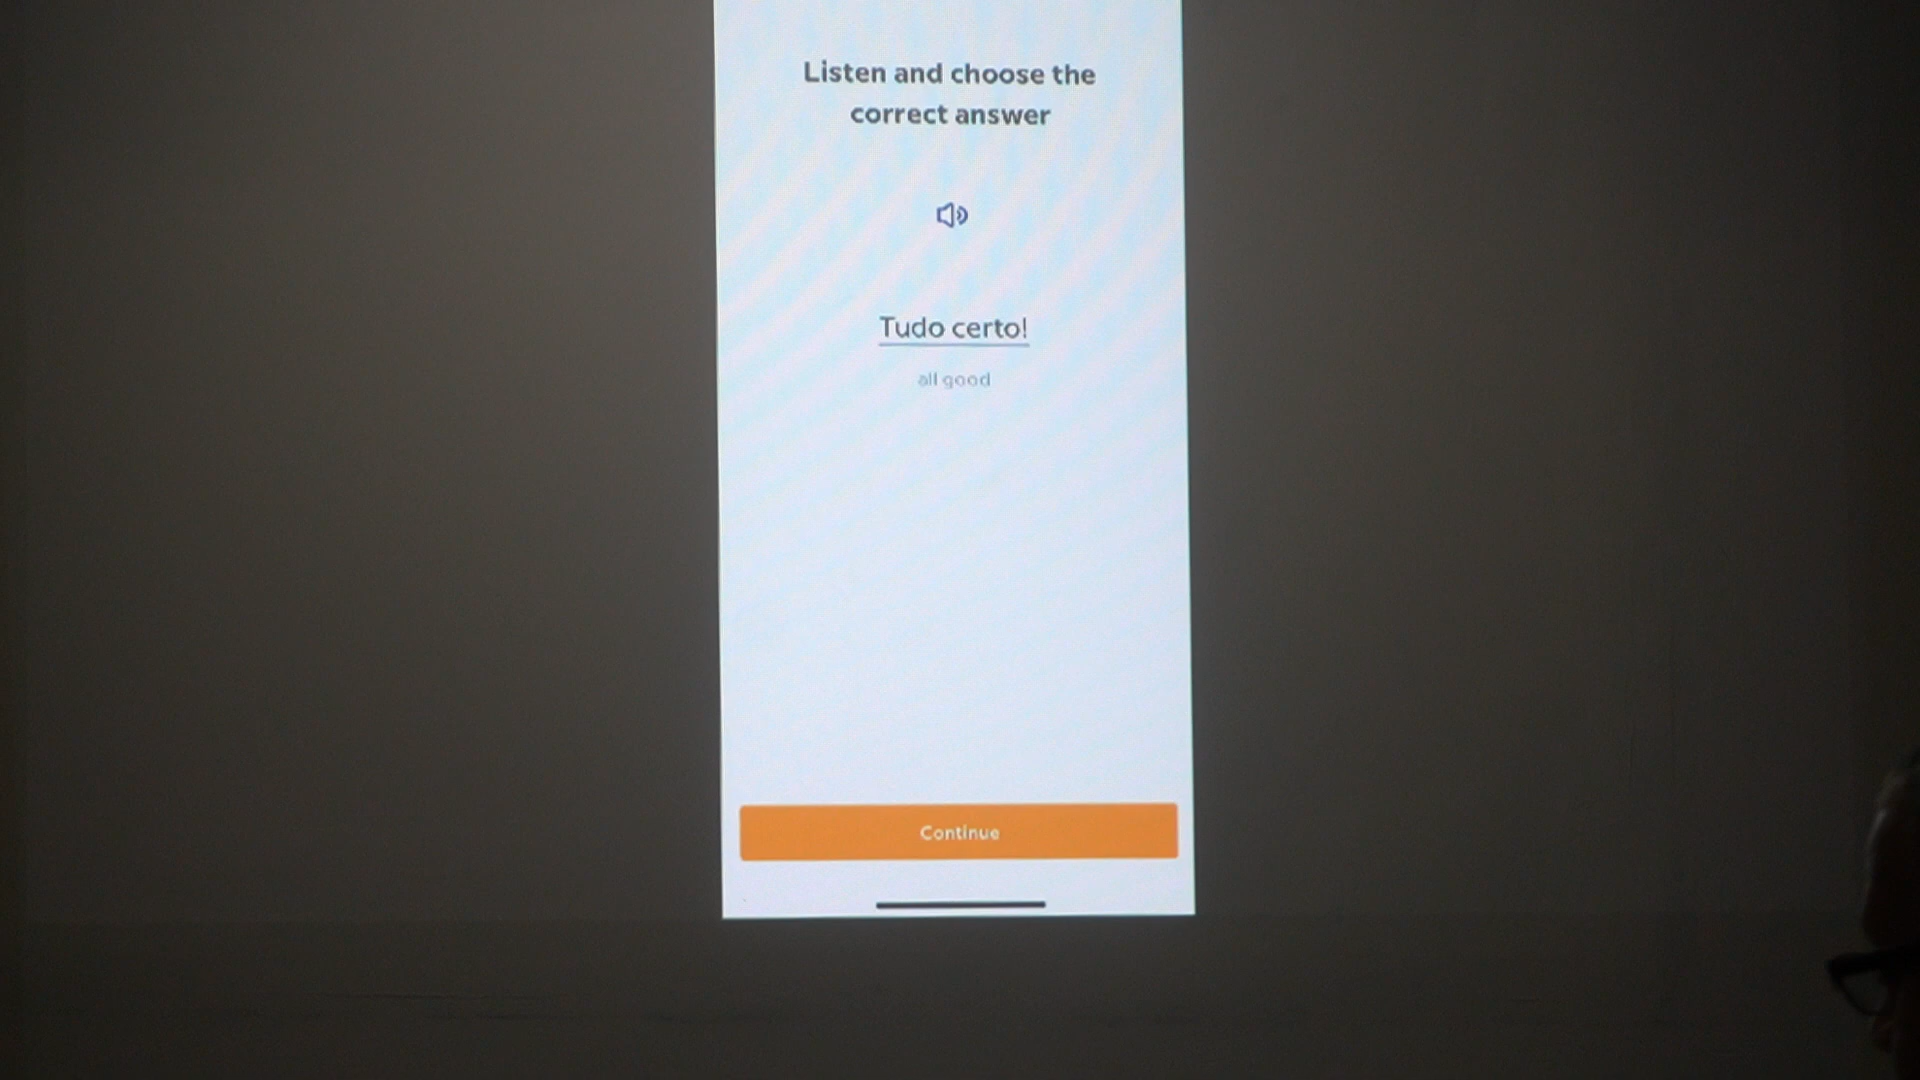 Listen and choose the
correct answer
Tudo certo!
all good
Continue